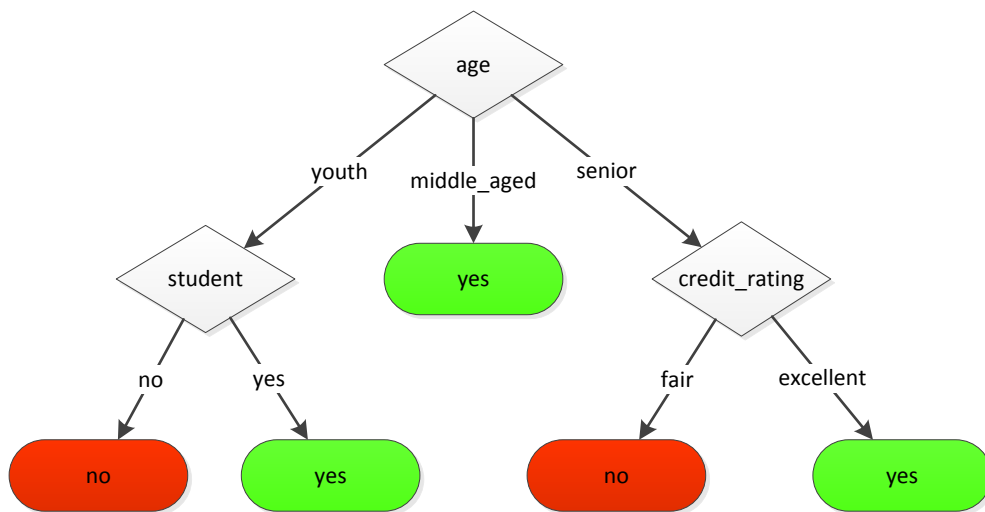 age
youth
middle_aged
senior
student
yes
credit_rating
no
yes
fair
excellent
no
yes
no
yes